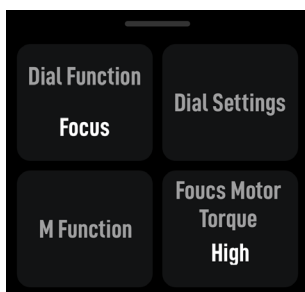 Dial Function
Focus
Dial Settings
M Function
Foucs Motor
Torque
High